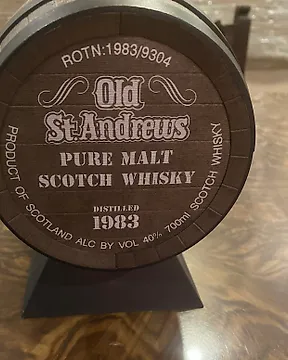 ROTN:1983/9304
Old
St. Andrews
PURE MALT
SCOTCH WHISKY
DISTILLED
1983
PRODUCT OF SCOTLAND ALC BY VOL 40% 700ml SCOTCH WHISKY